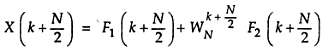 X(k+N/2) = F₁(k+N/2)+W_N^{k+N/2} F₂(k+N/2)